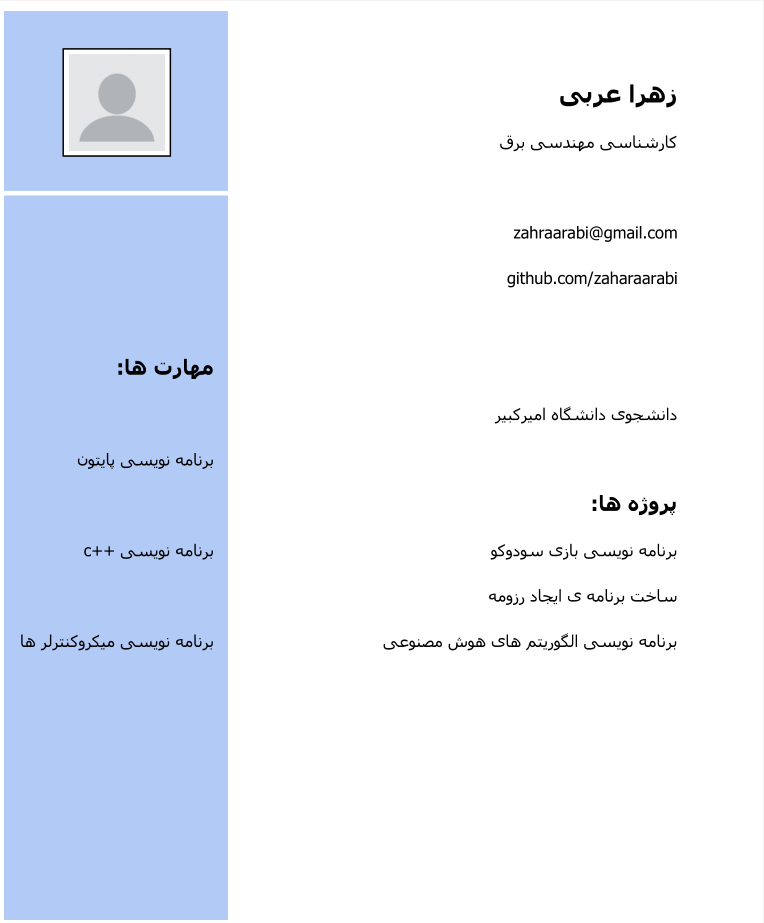 زهرا عربی
کارشناسی مهندسی برق
zahraarabi@gmail.com
github.com/zaharaarabi
دانشجوی دانشگاه امیرکبیر
پروژه ها:
برنامه نویسی بازی سودوکو
ساخت برنامه ی ایجاد رزومه
برنامه نویسی الگوریتم های هوش مصنوعی
مهارت ها:
برنامه نویسی پایتون
برنامه نویسی c++
برنامه نویسی میکروکنترلر ها